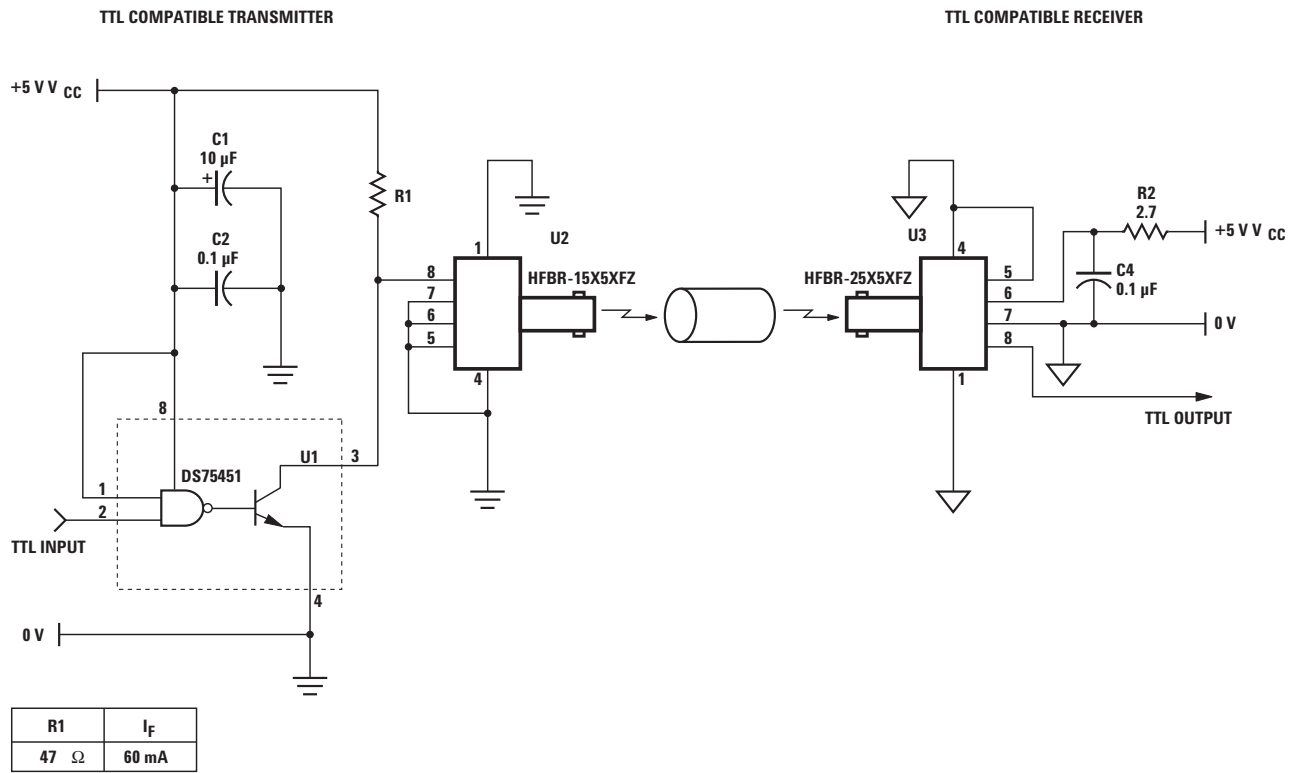 TTL COMPATIBLE TRANSMITTER
TTL COMPATIBLE RECEIVER
+5 V V CC
C1
10 µF
+
C2
0.1 µF
R1
8
1
2
TTL INPUT
DS75451
U1
3
4
0 V
1
U2
HFBR-15X5XFZ
8
7
6
5
4
U3
HFBR-25X5XFZ
4
5
6
7
8
1
R2
2.7
+5 V V CC
C4
0.1 µF
0 V
TTL OUTPUT
R1 IF
47 Ω 60 mA